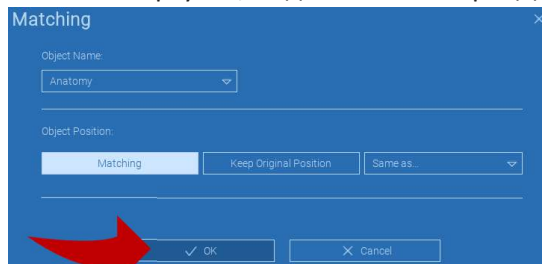 Matching
Object Name:
Anatomy
Object Position:
Matching Keep Original Position Same as...
OK Cancel